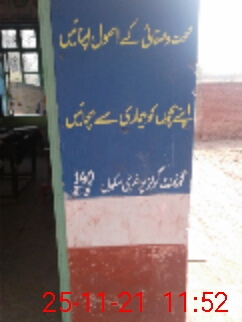 صحت و صفائی کے اصول اپنائیں
اپنے بچوں کو بیماری سے بچائیں
گورنمنٹ گرلز پرائمری سکول
25-11-21 11:52